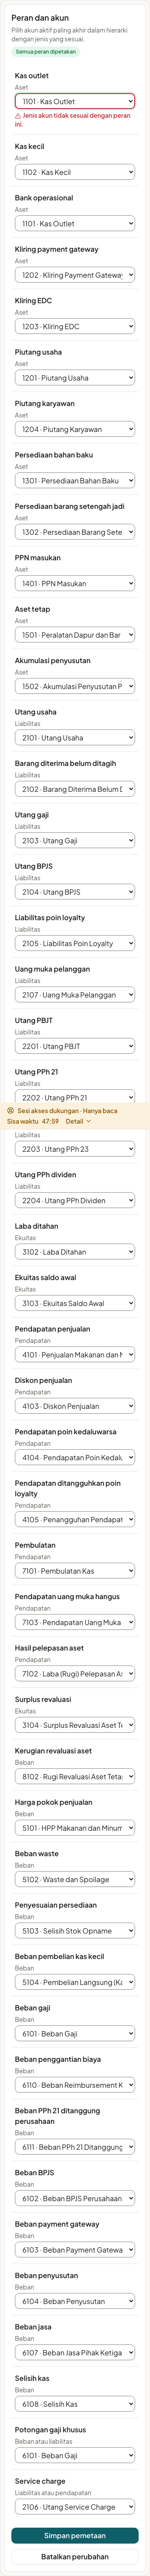 Peran dan akun
Pilih akun aktif paling akhir dalam hierarki
dengan jenis yang sesuai.
Semua peran dipetakan
Kas outlet
Aset
1101 · Kas Outlet
Jenis akun tidak sesuai dengan peran
ini.
Kas kecil
Aset
1102 · Kas Kecil
Bank operasional
Aset
1101 · Kas Outlet
Kliring payment gateway
Aset
1202 · Kliring Payment Gateway
Kliring EDC
Aset
1203 · Kliring EDC
Piutang usaha
Aset
1201 · Piutang Usaha
Piutang karyawan
Aset
1204 · Piutang Karyawan
Persediaan bahan baku
Aset
1301 · Persediaan Bahan Baku
Persediaan barang setengah jadi
Aset
1302 · Persediaan Barang Sete
PPN masukan
Aset
1401 · PPN Masukan
Aset tetap
Aset
1501 · Peralatan Dapur dan Bar
Akumulasi penyusutan
Aset
1502 · Akumulasi Penyusutan P
Utang usaha
Liabilitas
2101 · Utang Usaha
Barang diterima belum ditagih
Liabilitas
2102 · Barang Diterima Belum D
Utang gaji
Liabilitas
2103 · Utang Gaji
Utang BPJS
Liabilitas
2104 · Utang BPJS
Liabilitas poin loyalty
Liabilitas
2105 · Liabilitas Poin Loyalty
Uang muka pelanggan
Liabilitas
2107 · Uang Muka Pelanggan
Utang PBJT
Liabilitas
2201 · Utang PBJT
Utang PPh 21
Liabilitas
2202 · Utang PPh 21
Sesi akses dukungan · Hanya baca
Sisa waktu 47:59 Detail
Liabilitas
2203 · Utang PPh 23
Utang PPh dividen
Liabilitas
2204 · Utang PPh Dividen
Laba ditahan
Ekuitas
3102 · Laba Ditahan
Ekuitas saldo awal
Ekuitas
3103 · Ekuitas Saldo Awal
Pendapatan penjualan
Pendapatan
4101 · Penjualan Makanan dan M
Diskon penjualan
Pendapatan
4103 · Diskon Penjualan
Pendapatan poin kedaluwarsa
Pendapatan
4104 · Pendapatan Poin Kedalu
Pendapatan ditangguhkan poin
loyalty
Pendapatan
4105 · Penangguhan Pendapat
Pembulatan
Pendapatan
7101 · Pembulatan Kas
Pendapatan uang muka hangus
Pendapatan
7103 · Pendapatan Uang Muka
Hasil pelepasan aset
Pendapatan
7102 · Laba (Rugi) Pelepasan As
Surplus revaluasi
Ekuitas
3104 · Surplus Revaluasi Aset Te
Kerugian revaluasi aset
Beban
8102 · Rugi Revaluasi Aset Tetap
Harga pokok penjualan
Beban
5101 · HPP Makanan dan Minum
Beban waste
Beban
5102 · Waste dan Spoilage
Penyesuaian persediaan
Beban
5103 · Selisih Stok Opname
Beban pembelian kas kecil
Beban
5104 · Pembelian Langsung (Ka
Beban gaji
Beban
6101 · Beban Gaji
Beban penggantian biaya
Beban
6110 · Beban Reimbursement K
Beban PPh 21 ditanggung
perusahaan
Beban
6111 · Beban PPh 21 Ditanggung
Beban BPJS
Beban
6102 · Beban BPJS Perusahaan
Beban payment gateway
Beban
6103 · Beban Payment Gatewa
Beban penyusutan
Beban
6104 · Beban Penyusutan
Beban jasa
Beban
6107 · Beban Jasa Pihak Ketiga
Selisih kas
Beban
6108 · Selisih Kas
Potongan gaji khusus
Beban atau liabilitas
6101 · Beban Gaji
Service charge
Liabilitas atau pendapatan
2106 · Utang Service Charge
Simpan pemetaan
Batalkan perubahan